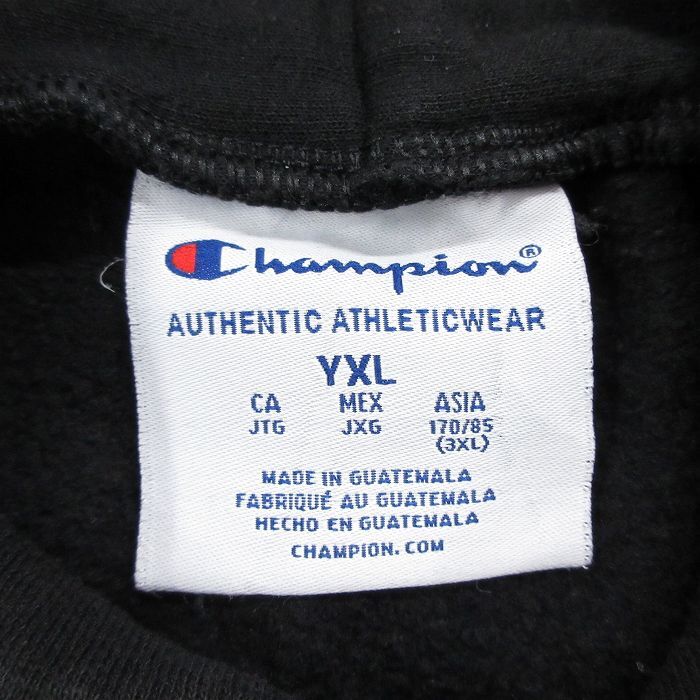 Champion®
AUTHENTIC ATHLETICWEAR
YXL
CA MEX ASIA
JTG JXG 170/85
(3XL)
MADE IN GUATEMALA
FABRIQUÉ AU GUATEMALA
HECHO EN GUATEMALA
CHAMPION.COM